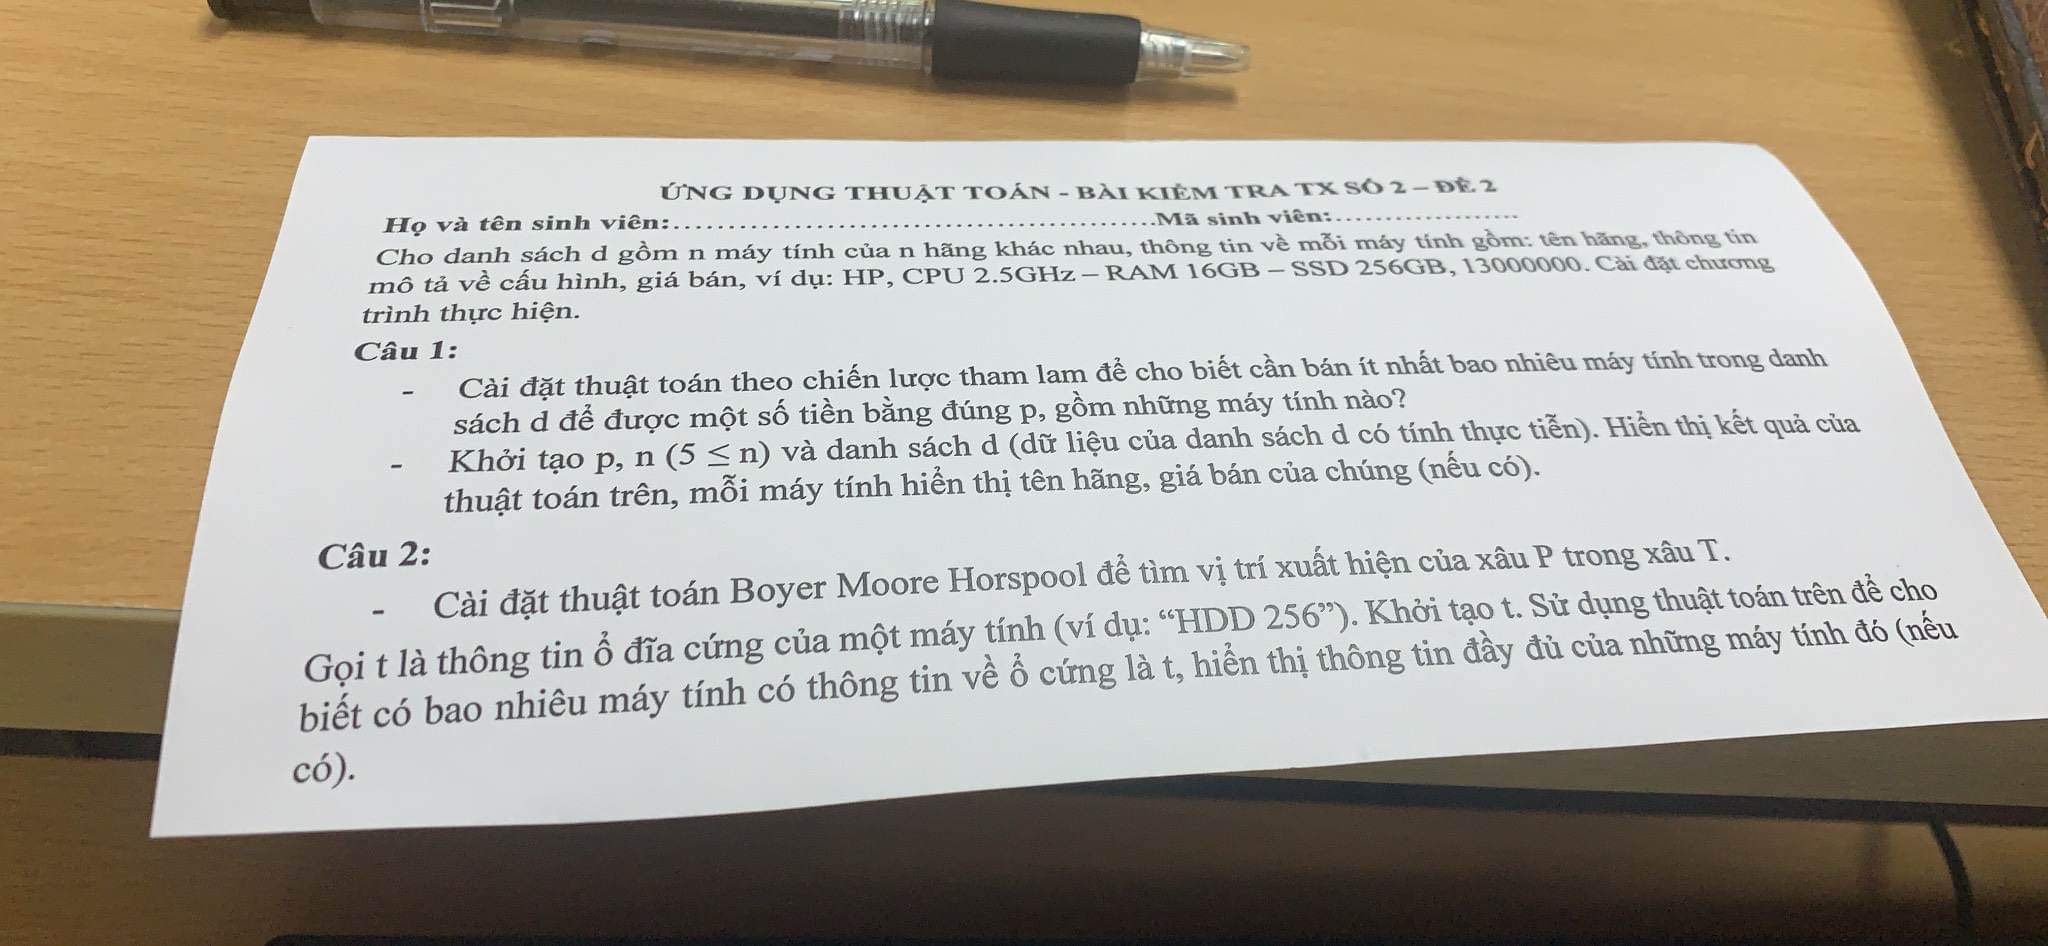 ỨNG DỤNG THUẬT TOÁN - BÀI KIỂM TRA TX SỐ 2 – ĐỀ 2
Họ và tên sinh viên:................................................Mã sinh viên:...................
Cho danh sách d gồm n máy tính của n hãng khác nhau, thông tin về mỗi máy tính gồm: tên hãng, thông tin
mô tả về cấu hình, giá bán, ví dụ: HP, CPU 2.5GHz – RAM 16GB – SSD 256GB, 13000000. Cài đặt chương
trình thực hiện.
Câu 1:
- Cài đặt thuật toán theo chiến lược tham lam để cho biết cần bán ít nhất bao nhiêu máy tính trong danh
sách d để được một số tiền bằng đúng p, gồm những máy tính nào?
- Khởi tạo p, n (5 ≤ n) và danh sách d (dữ liệu của danh sách d có tính thực tiễn). Hiển thị kết quả của
thuật toán trên, mỗi máy tính hiển thị tên hãng, giá bán của chúng (nếu có).
Câu 2:
- Cài đặt thuật toán Boyer Moore Horspool để tìm vị trí xuất hiện của xâu P trong xâu T.
Gọi t là thông tin ổ đĩa cứng của một máy tính (ví dụ: “HDD 256”). Khởi tạo t. Sử dụng thuật toán trên để cho
biết có bao nhiêu máy tính có thông tin về ổ cứng là t, hiển thị thông tin đầy đủ của những máy tính đó (nếu
có).